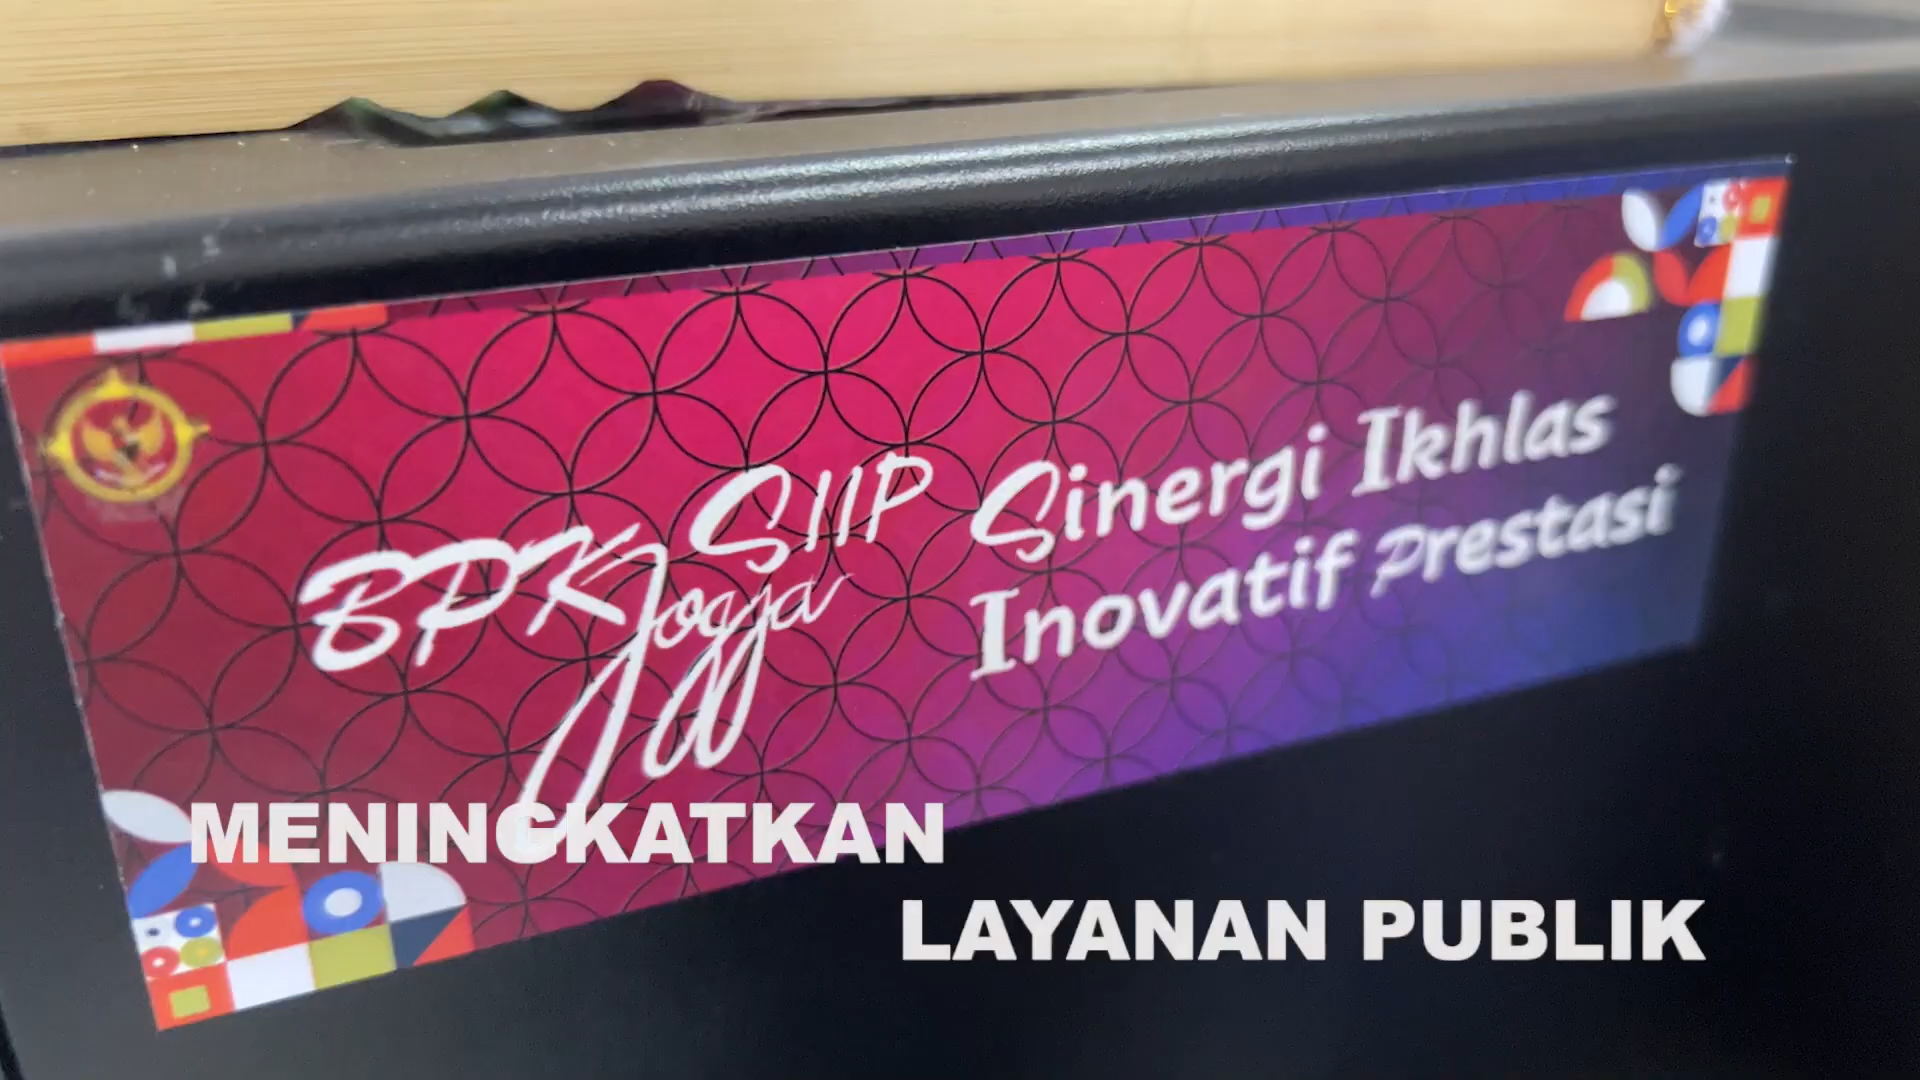 BPK Jogja SIIP
Sinergi Ikhlas
Inovatif Prestasi
MENINGKATKAN
LAYANAN PUBLIK